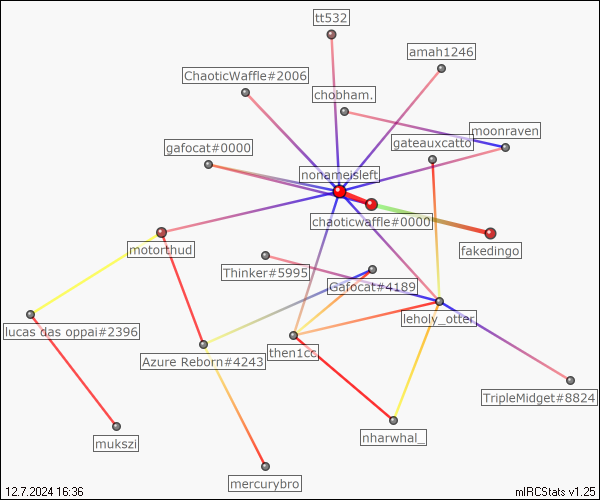 tt532
amah1246
ChaoticWaffle#2006
chobham.
moonraven
gateauxcatto
gafocat#0000
nonameisleft
chaoticwaffle#0000
motorthud
fakedingo
Thinker#5995
Gafocat#4189
leholy_otter
lucas das oppai#2396
Azure Reborn#4243
then1cc
TripleMidget#8824
mukszi
nharwhal_
mercurybro
12.7.2024 16:36
mIRCStats v1.25